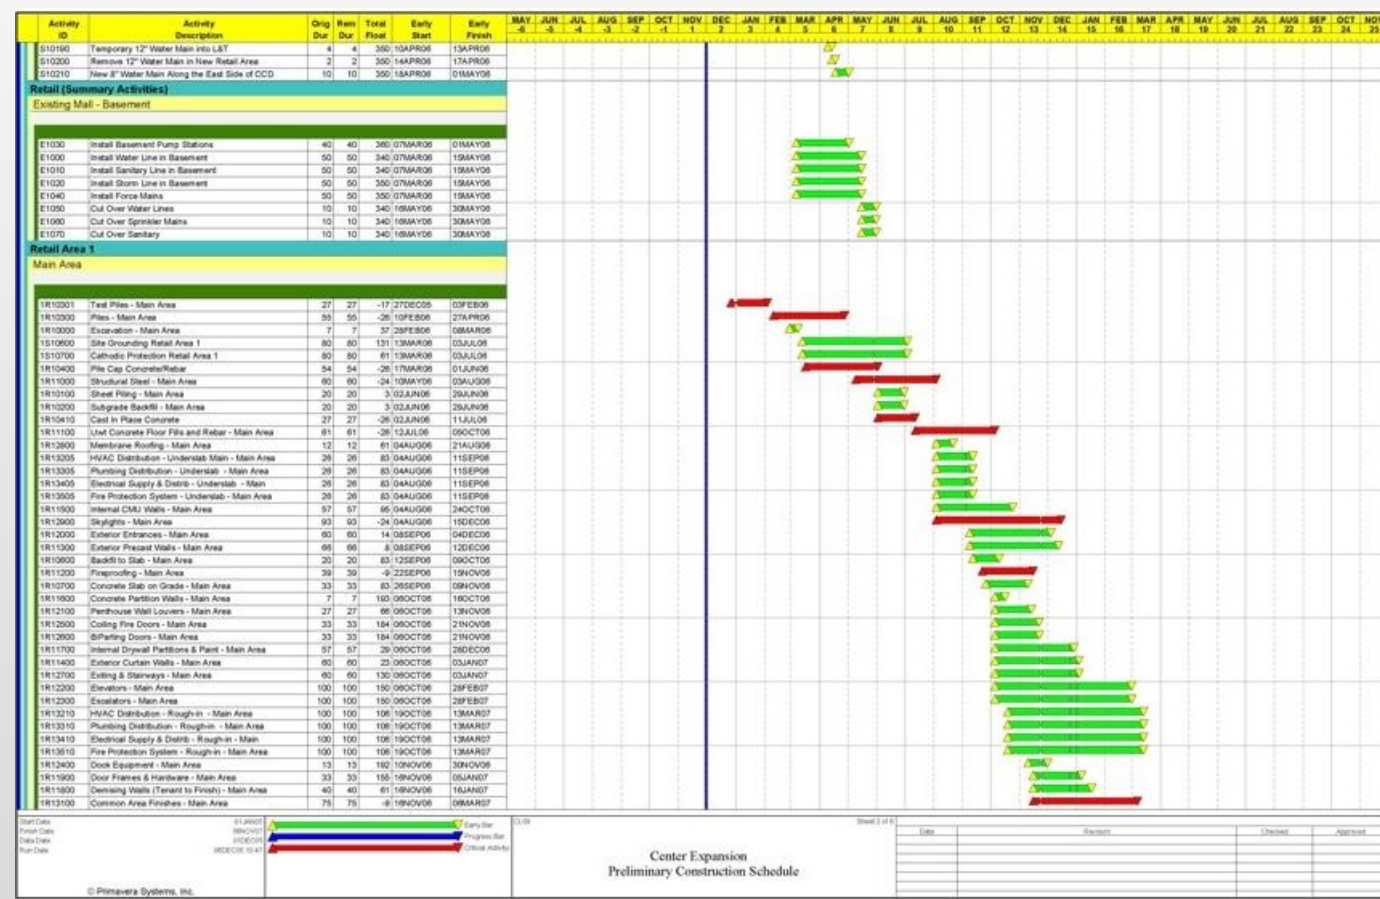 Activity ID Activity Description Orig Dur Rem Dur Total Float Early Start Early Finish
MAY JUN JUL AUG SEP OCT NOV DEC JAN FEB MAR APR MAY JUN JUL AUG SEP OCT NOV DEC JAN FEB MAR APR MAY JUN JUL AUG SEP OCT NOV
-6 -5 -4 -3 -2 -1 1 2 3 4 5 6 7 8 9 10 11 12 13 14 15 16 17 18 19 20 21 22 23 24 25
S10190 Temporary 12" Water Main into L&T 4 4 350 10APR06 13APR06
S10200 Remove 12" Water Main in New Retail Area 2 2 350 14APR06 17APR06
S10210 New 8" Water Main Along the East Side of CCD 10 10 350 18APR06 01MAY06
Retail (Summary Activities)
Existing Mall - Basement
E1030 Install Basement Pump Stations 40 40 07MAR06 01MAY06
E1000 Install Water Line in Basement 50 50 340 07MAR06 15MAY06
E1010 Install Sanitary Line in Basement 50 50 340 07MAR06 15MAY06
E1020 Install Storm Line in Basement 50 50 07MAR06 15MAY06
E1040 Install Force Mains 50 50 07MAR06 15MAY06
E1050 Cut Over Water Lines 10 10 340 16MAY06 30MAY06
E1060 Cut Over Sprinkler Mains 10 10 340 16MAY06 30MAY06
E1070 Cut Over Sanitary 10 10 340 16MAY06 30MAY06
Retail Area 1
Main Area
1R10301 Test Piles - Main Area 27 27 -17 27DEC05 03FEB06
1R10300 Piles - Main Area 55 55 -26 10FEB06 27APR06
1R10000 Excavation - Main Area 7 7 37 28FEB06 08MAR06
1S10600 Site Grounding Retail Area 1 80 80 131 13MAR06 03JUL06
1S10700 Cathodic Protection Retail Area 1 80 80 61 13MAR06 03JUL06
1R10400 Pile Cap Concrete/Rebar 54 54 -26 17MAR06 01JUN06
1R11000 Structural Steel - Main Area 60 60 -24 10MAY06 03AUG06
1R10100 Sheet Piling - Main Area 20 20 3 02JUN06 29JUN06
1R10200 Subgrade Backfill - Main Area 20 20 3 02JUN06 29JUN06
1R10410 Cast In Place Concrete 27 27 -26 02JUN06 11JUL06
1R11100 Ltwt Concrete Floor Fills and Rebar - Main Area 61 61 -26 12JUL06 05OCT06
1R12800 Membrane Roofing - Main Area 12 12 61 04AUG06 21AUG06
1R13205 HVAC Distribution - Underslab Main - Main Area 26 26 83 04AUG06 11SEP06
1R13305 Plumbing Distribution - Underslab - Main Area 26 26 83 04AUG06 11SEP06
1R13405 Electrical Supply & Distrib - Underslab - Main 26 26 83 04AUG06 11SEP06
1R13505 Fire Protection System - Underslab - Main Area 26 26 83 04AUG06 11SEP06
1R11500 Internal CMU Walls - Main Area 57 57 95 04AUG06 24OCT06
1R12900 Skylights - Main Area 93 93 -24 04AUG06 15DEC06
1R12000 Exterior Entrances - Main Area 60 60 14 08SEP06 04DEC06
1R11300 Exterior Precast Walls - Main Area 66 66 8 08SEP06 12DEC06
1R10600 Backfil to Slab - Main Area 20 20 83 12SEP06 09OCT06
1R11200 Fireproofing - Main Area 39 39 -9 22SEP06 15NOV06
1R10700 Concrete Slab on Grade - Main Area 33 33 83 26SEP06 09NOV06
1R11600 Concrete Partition Walls - Main Area 7 7 193 06OCT06 16OCT06
1R12100 Penthouse Wall Louvers - Main Area 27 27 66 06OCT06 13NOV06
1R12500 Coiling Fire Doors - Main Area 33 33 184 06OCT06 21NOV06
1R12600 BiParting Doors - Main Area 33 33 184 06OCT06 21NOV06
1R11700 Internal Drywall Partitions & Paint - Main Area 57 57 29 06OCT06 28DEC06
1R11400 Exterior Curtain Walls - Main Area 60 60 23 06OCT06 03JAN07
1R12700 Exiting & Stairways - Main Area 60 60 130 06OCT06 03JAN07
1R12200 Elevators - Main Area 100 100 150 06OCT06 28FEB07
1R12300 Escalators - Main Area 100 100 150 06OCT06 28FEB07
1R13210 HVAC Distribution - Rough-in - Main Area 100 100 106 19OCT06 13MAR07
1R13310 Plumbing Distribution - Rough-in - Main Area 100 100 106 19OCT06 13MAR07
1R13410 Electrical Supply & Distrib - Rough-in - Main 100 100 106 19OCT06 13MAR07
1R13510 Fire Protection System - Rough-in - Main Area 100 100 106 19OCT06 13MAR07
1R12400 Dock Equipment - Main Area 13 13 192 10NOV06 30NOV06
1R11900 Door Frames & Hardware - Main Area 33 33 155 16NOV06 05JAN07
1R11800 Demising Walls (Tenant to Finish) - Main Area 40 40 61 16NOV06 16JAN07
1R13100 Common Area Finishes - Main Area 75 75 16NOV06 08MAR07
Start Date
Finish Date
Data Date
Run Date
Early Bar
Progress Bar
Critical Activity
© Primavera Systems, Inc.
Center Expansion
Preliminary Construction Schedule
Date Revision Checked Approved